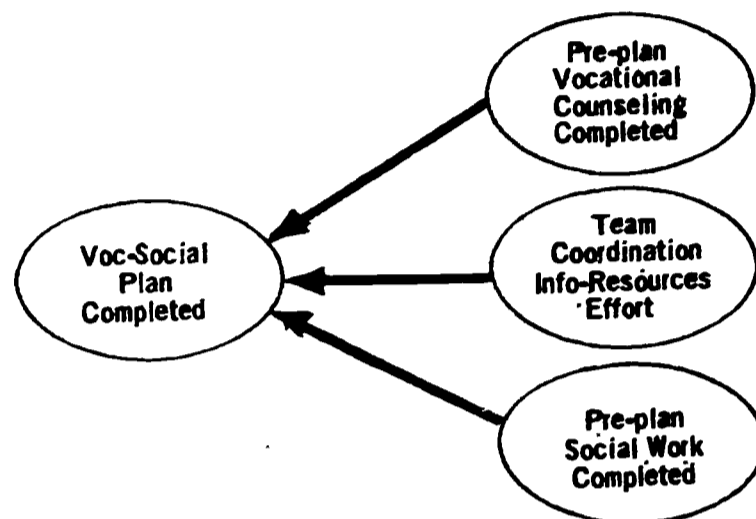 Pre-plan
Vocational
Counseling
Completed
Voc-Social
Plan
Completed
Team
Coordination
Info-Resources
Effort
Pre-plan
Social Work
Completed